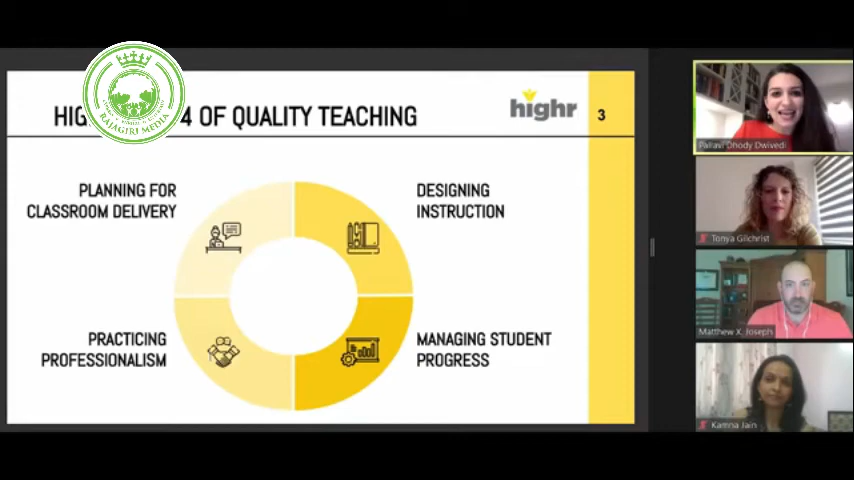 HIG 4 OF QUALITY TEACHING
highr
3
PLANNING FOR
CLASSROOM DELIVERY
DESIGNING
INSTRUCTION
PRACTICING
PROFESSIONALISM
MANAGING STUDENT
PROGRESS
RAJAGIRI MEDIA
Pallavi Dhody Dwivedi
Tonya Gilchrist
Matthew X. Joseph
Kamna Jain